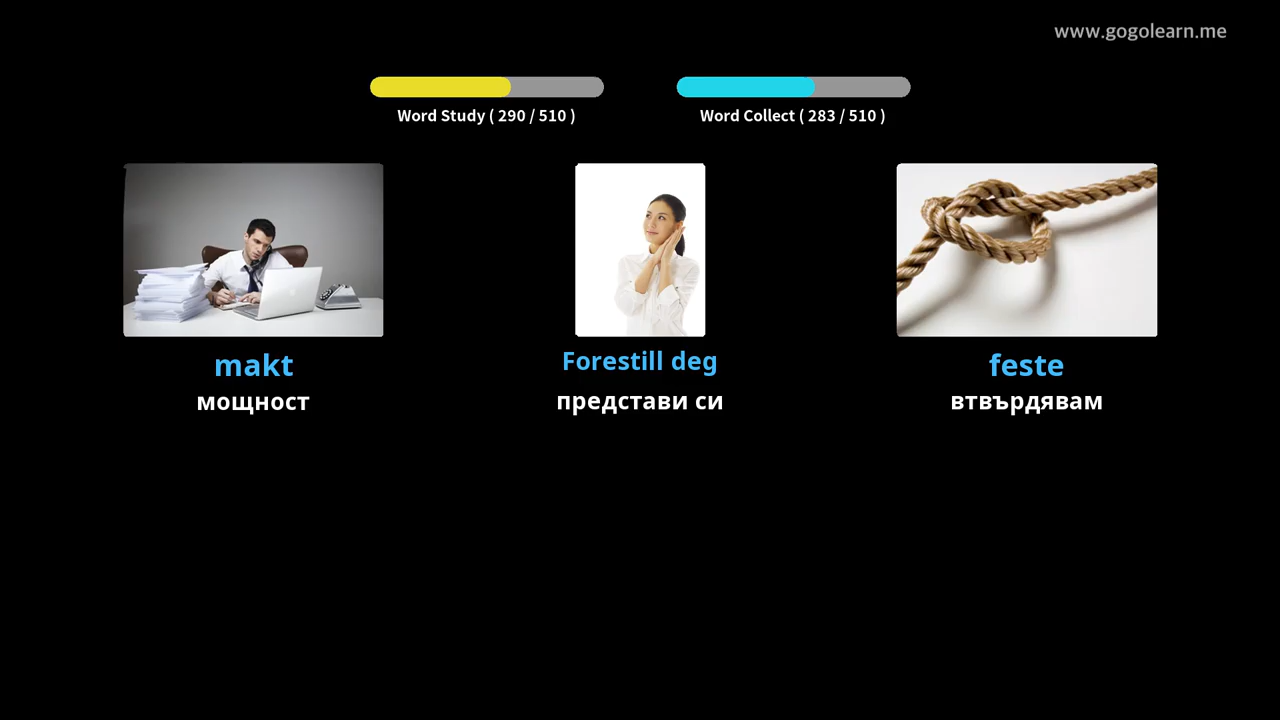 www.gogolearn.me
Word Study ( 290 / 510 )
Word Collect ( 283 / 510 )
makt
мощност
Forestill deg
представи си
feste
втвърдявам